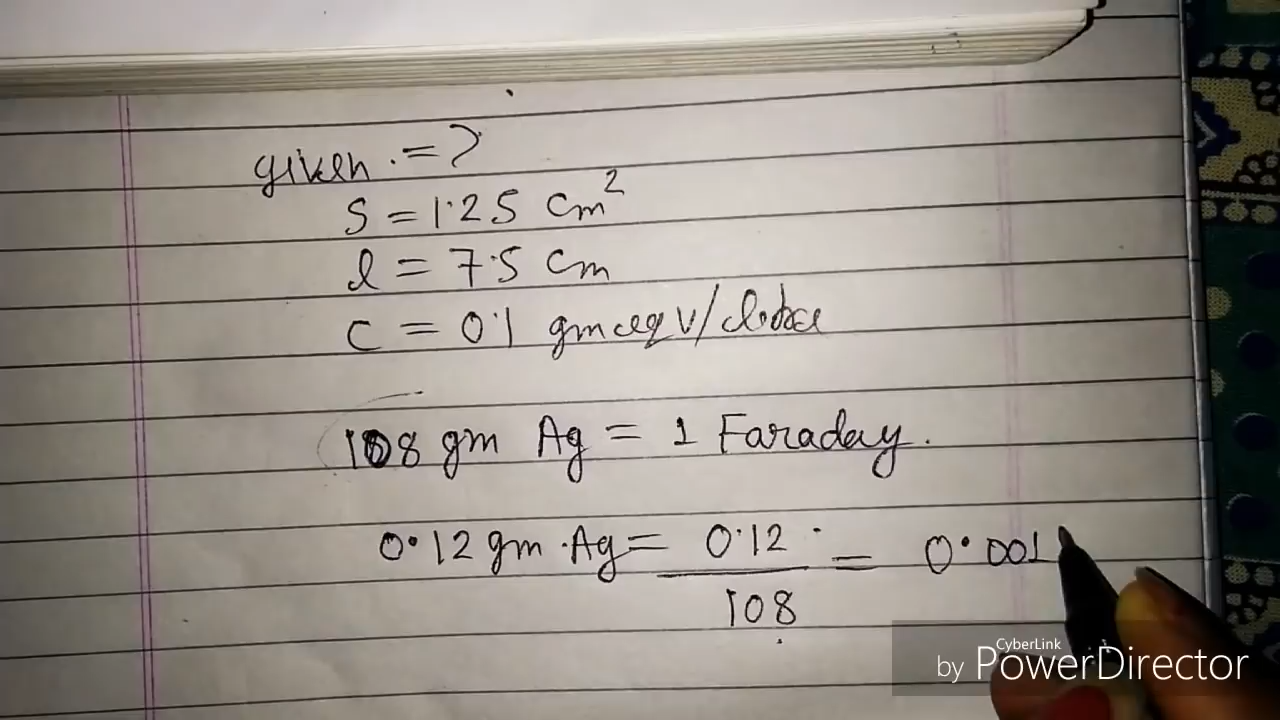 given . = ?
S = 1.25 cm²
l = 7.5 cm
C = 0.1 gm eqv/litre
108 gm Ag = 1 Faraday.
0.12 gm Ag = 0.12 / 108 = 0.001
CyberLink
by PowerDirector